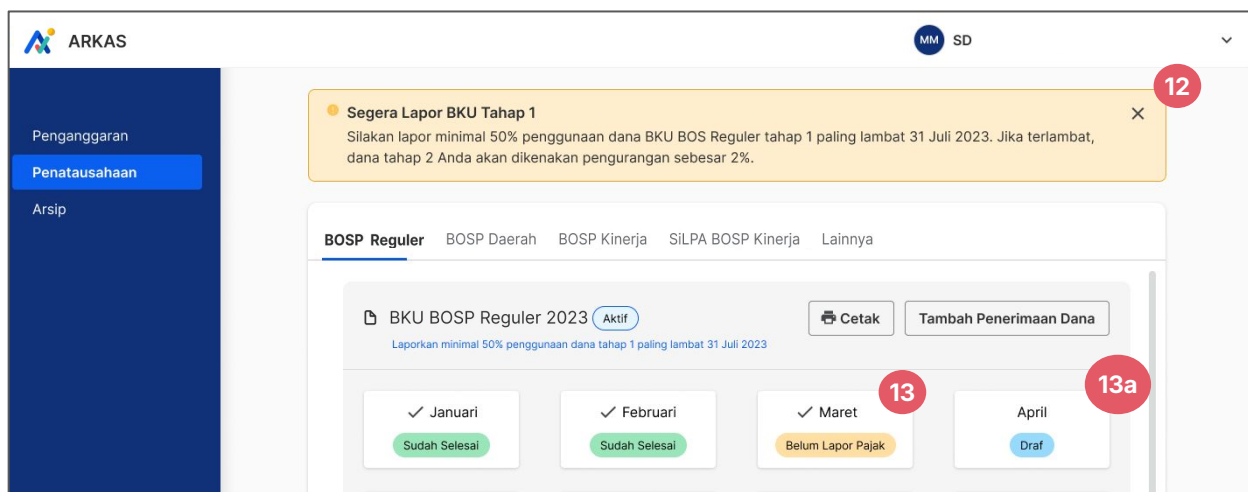 ARKAS
MM SD
12
Segera Lapor BKU Tahap 1
Silakan lapor minimal 50% penggunaan dana BKU BOS Reguler tahap 1 paling lambat 31 Juli 2023. Jika terlambat,
dana tahap 2 Anda akan dikenakan pengurangan sebesar 2%.
Penganggaran
Penatausahaan
Arsip
BOSP Reguler BOSP Daerah BOSP Kinerja SiLPA BOSP Kinerja Lainnya
BKU BOSP Reguler 2023 Aktif
Cetak Tambah Penerimaan Dana
Laporkan minimal 50% penggunaan dana tahap 1 paling lambat 31 Juli 2023
13 13a
Januari Februari Maret April
Sudah Selesai Sudah Selesai Belum Lapor Pajak Draf